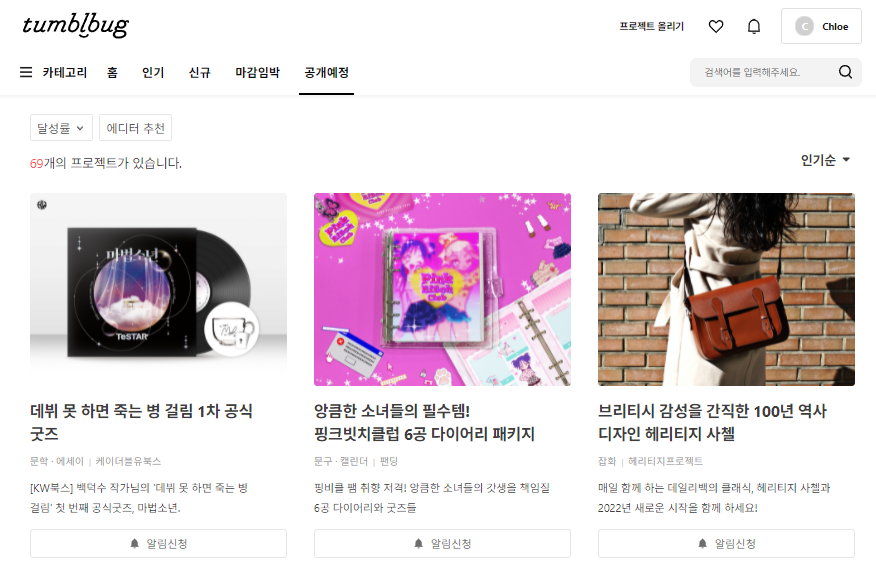 tumblbug
프로젝트 올리기
C
Chloe
카테고리
홈
인기
신규
마감임박
공개예정
검색어를 입력해주세요.
달성률
에디터 추천
69개의 프로젝트가 있습니다.
인기순
마법소년
TeSTAR
Pink
Bitch
Club
Pink
Bitch
Club
데뷔 못 하면 죽는 병 걸림 1차 공식
굿즈
문학 · 에세이 | 케이더블유북스
[KW북스] 백덕수 작가님의 '데뷔 못 하면 죽는 병
걸림' 첫 번째 공식굿즈, 마법소년.
알림신청
앙큼한 소녀들의 필수템!
핑크빗치클럽 6공 다이어리 패키지
문구 · 캘린더 | 팬딩
핑비클 쨈 취향 저격! 앙큼한 소녀들의 갓생을 책임질
6공 다이어리와 굿즈들
알림신청
브리티시 감성을 간직한 100년 역사
디자인 헤리티지 사첼
잡화 | 헤리티지프로젝트
매일 함께 하는 데일리백의 클래식, 헤리티지 사첼과
2022년 새로운 시작을 함께 하세요!
알림신청